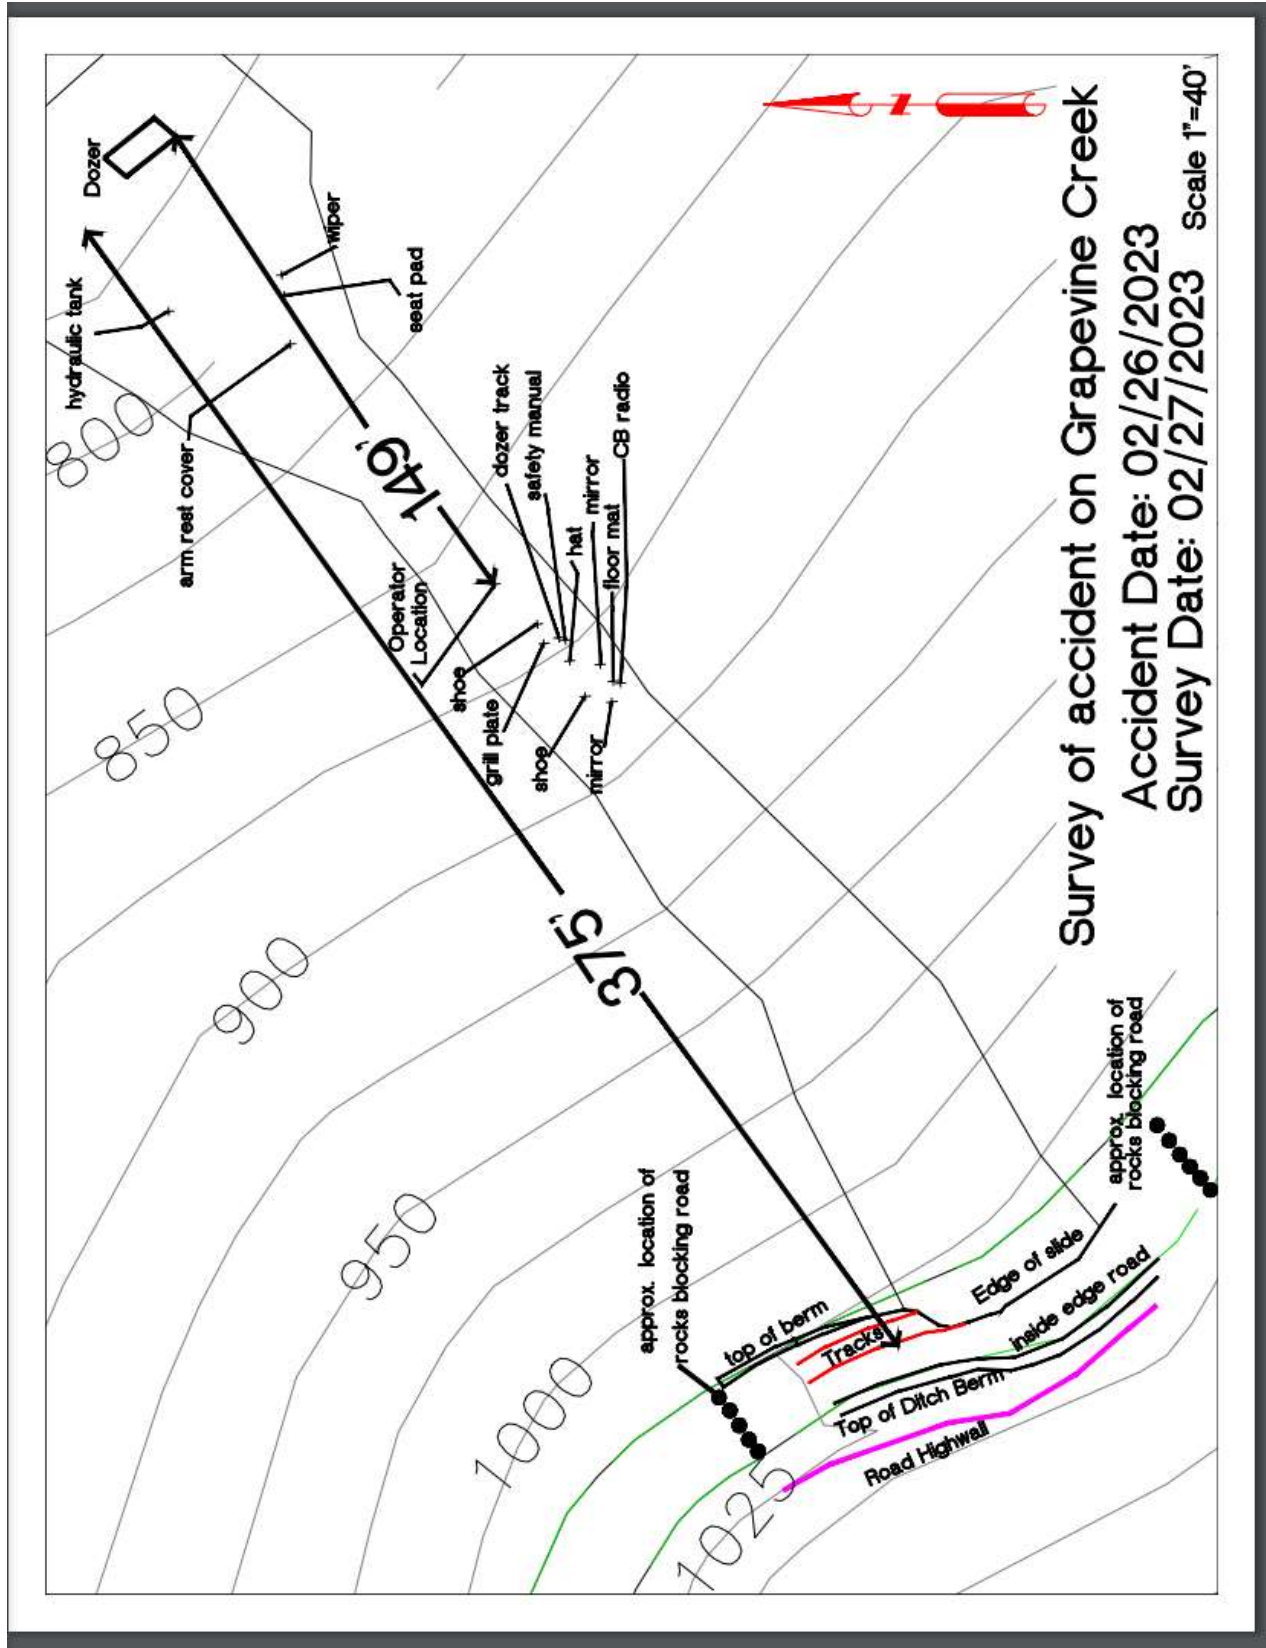 Dozer
hydraulic tank
wiper
seat pad
arm rest cover
800
149'
dozer track
safety manual
hat
mirror
floor mat
CB radio
Operator
Location
shoe
grill plate
shoe
mirror
850
900
375'
950
1000
1025
approx. location of
rocks blocking road
top of berm
Tracks
Edge of slide
inside edge road
Top of Ditch Berm
Road Highwall
approx. location of
rocks blocking road
N
Survey of accident on Grapevine Creek
Accident Date: 02/26/2023
Survey Date: 02/27/2023
Scale 1"=40'